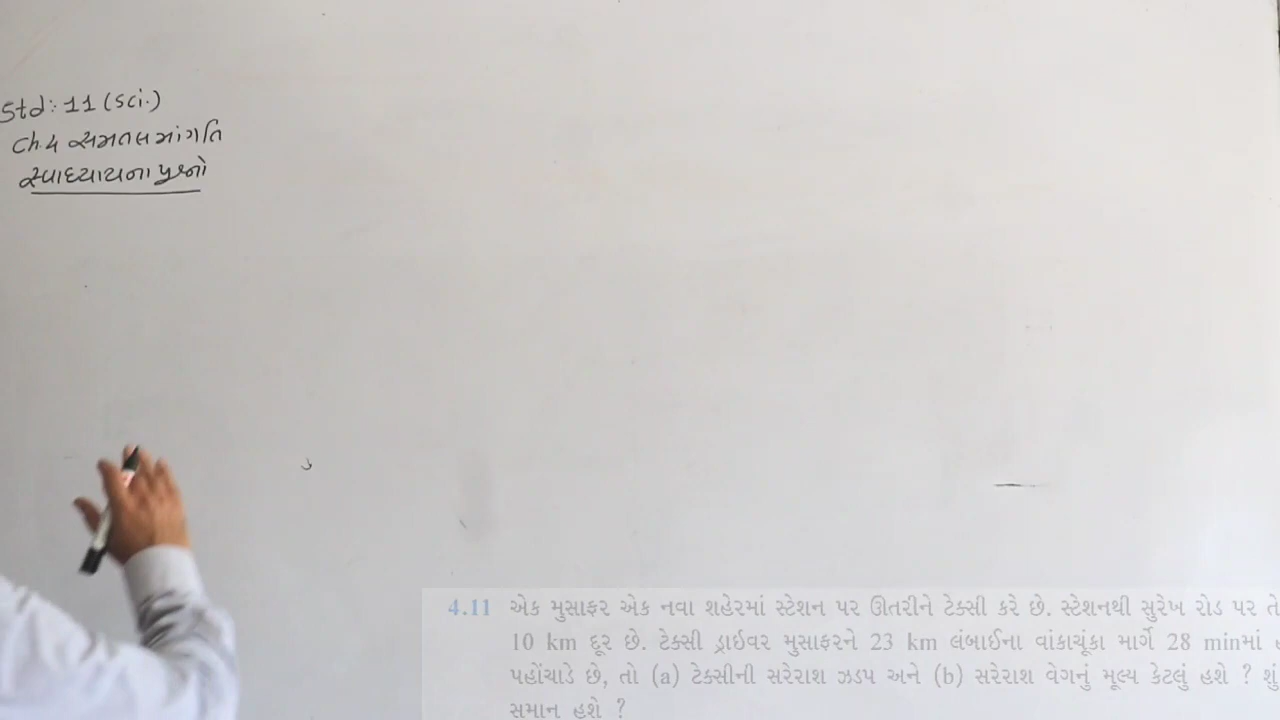 Std: 11 (sci.)
Ch.4 સમતલમાંગતિ
સ્વાધ્યાયના પ્રશ્નો
4.11 એક મુસાફર એક નવા શહેરમાં સ્ટેશન પર ઊતરીને ટેક્સી કરે છે. સ્ટેશનથી સુરેખ રોડ પર તે
10 km દૂર છે. ટેક્સી ડ્રાઇવર મુસાફરને 23 km લંબાઈના વાંકાચૂંકા માર્ગે 28 minમાં
પહોંચાડે છે, તો (a) ટેક્સીની સરેરાશ ઝડપ અને (b) સરેરાશ વેગનું મૂલ્ય કેટલું હશે ? શું
સમાન હશે ?